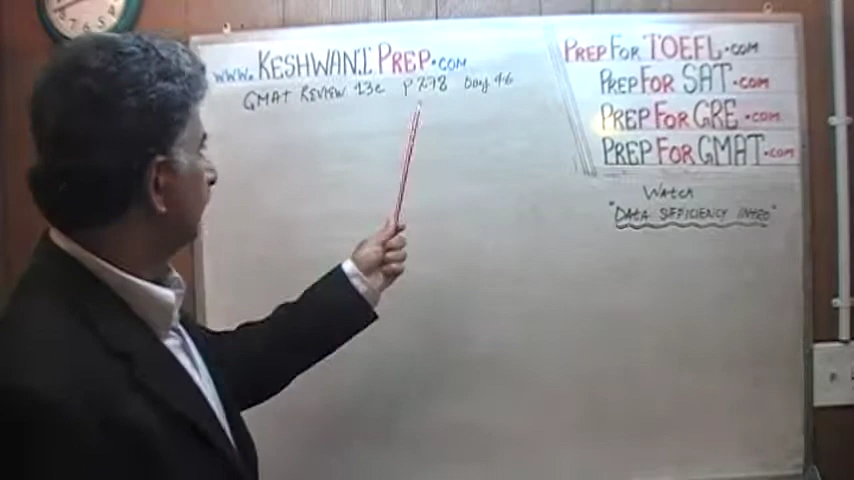 www.KESHWANI PREP.COM
GMAT REVIEW 13e P 278 Day 46
PREP FOR TOEFL.COM
PREP FOR SAT.COM
PREP FOR GRE.COM
PREP FOR GMAT.COM
WATCH
"DATA SFFICIENCY INTRO"